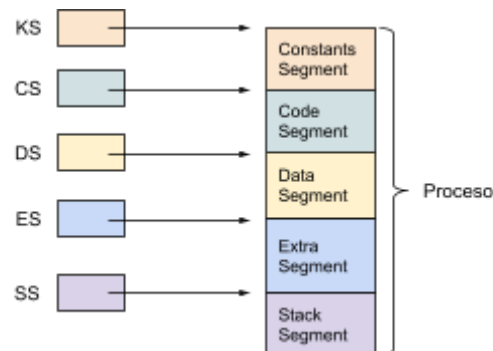 KS
Constants
Segment
CS
Code
Segment
DS
Data
Segment
Proceso
ES
Extra
Segment
SS
Stack
Segment